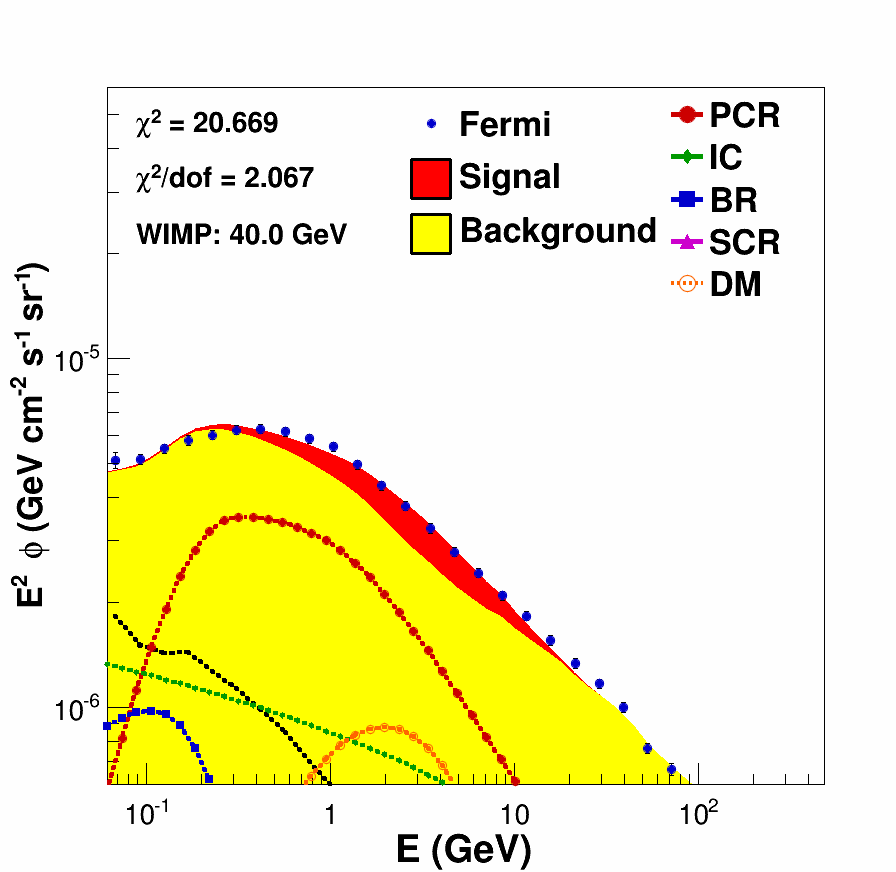 χ² = 20.669
χ²/dof = 2.067
WIMP: 40.0 GeV
Fermi
Signal
Background
PCR
IC
BR
SCR
DM
E² ϕ (GeV cm⁻² s⁻¹ sr⁻¹)
10⁻⁵
10⁻⁶
10⁻¹
1
10
10²
E (GeV)